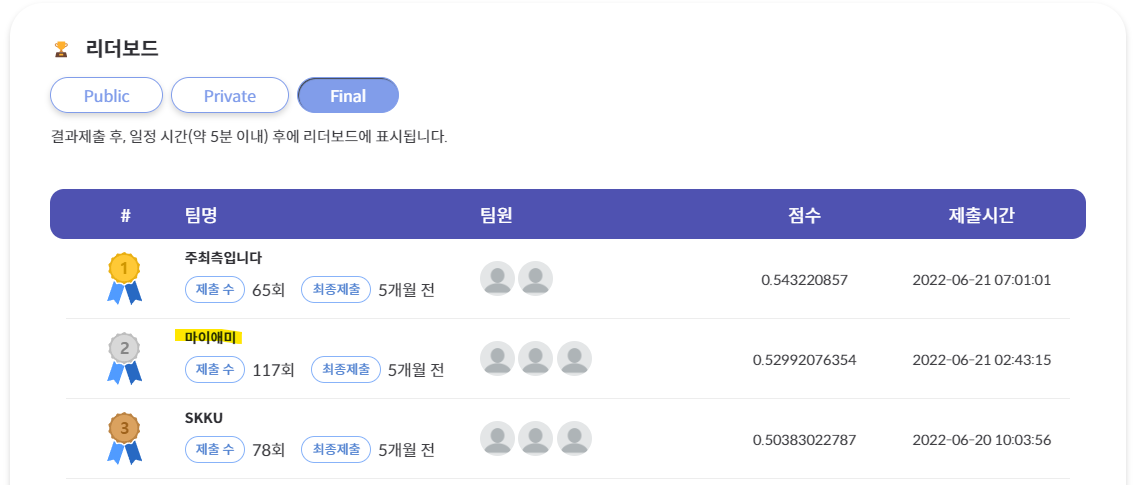 리더보드
Public Private Final
결과제출 후, 일정 시간(약 5분 이내) 후에 리더보드에 표시됩니다.
# 팀명 팀원 점수 제출시간
1 주최측입니다
제출 수 65회 최종제출 5개월 전 0.543220857 2022-06-21 07:01:01
2 마이애미
제출 수 117회 최종제출 5개월 전 0.52992076354 2022-06-21 02:43:15
3 SKKU
제출 수 78회 최종제출 5개월 전 0.50383022787 2022-06-20 10:03:56